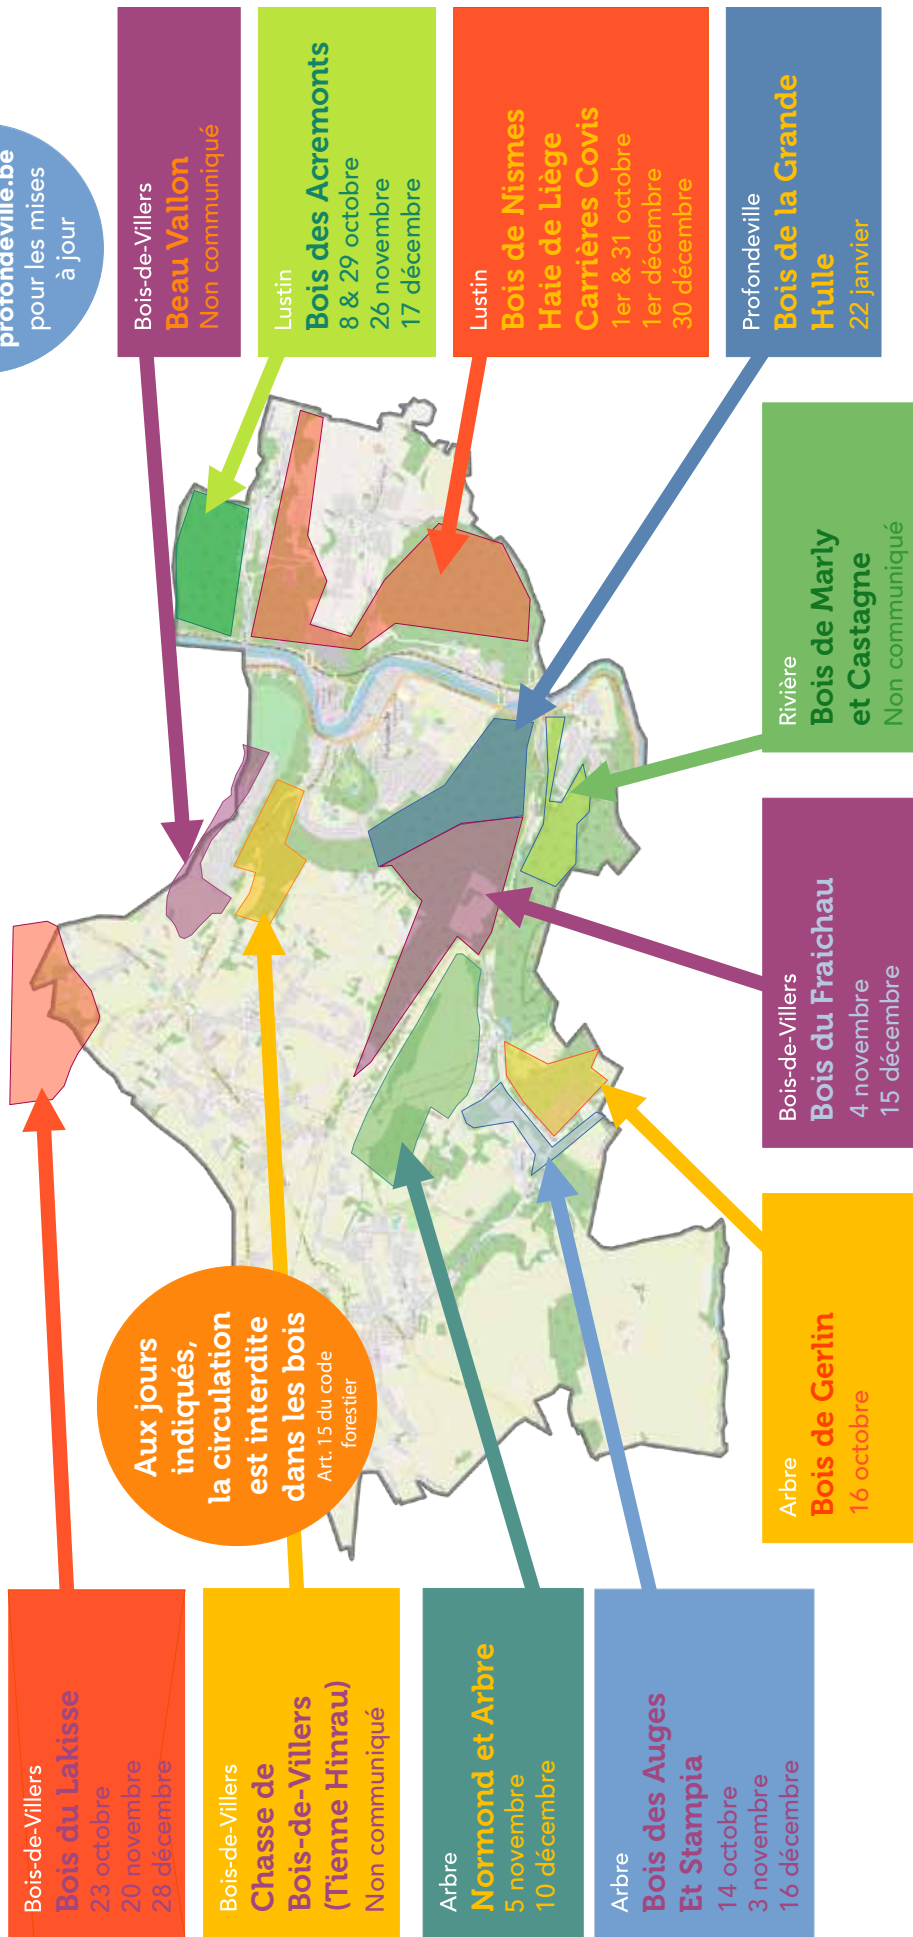 Bois-de-Villers
Bois du Lakisse
23 octobre
20 novembre
28 décembre
Bois-de-Villers
Chasse de
Bois-de-Villers
(Tienne Hinrau)
Non communiqué
Arbre
Normond et Arbre
5 novembre
10 décembre
Arbre
Bois des Auges
Et Stampia
14 octobre
3 novembre
16 décembre
Aux jours
indiqués,
la circulation
est interdite
dans les bois
Art. 15 du code
forestier
Arbre
Bois de Gerlin
16 octobre
Bois-de-Villers
Bois du Fraichau
4 novembre
15 décembre
Rivière
Bois de Marly
et Castagne
Non communiqué
profondeville.be
pour les mises
à jour
Bois-de-Villers
Beau Vallon
Non communiqué
Lustin
Bois des Acremonts
8 & 29 octobre
26 novembre
17 décembre
Lustin
Bois de Nismes
Haie de Liège
Carrières Covis
1er & 31 octobre
1er décembre
30 décembre
Profondeville
Bois de la Grande
Hulle
22 janvier